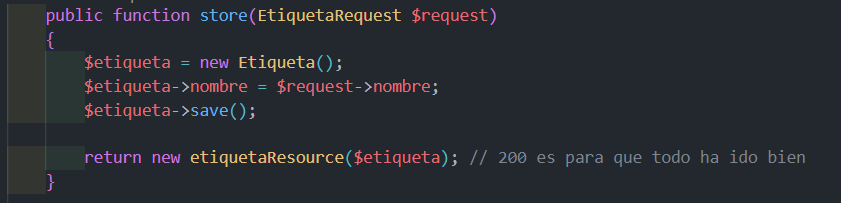 public function store(EtiquetaRequest $request)
{
$etiqueta = new Etiqueta();
$etiqueta->nombre = $request->nombre;
$etiqueta->save();
return new etiquetaResource($etiqueta); // 200 es para que todo ha ido bien
}